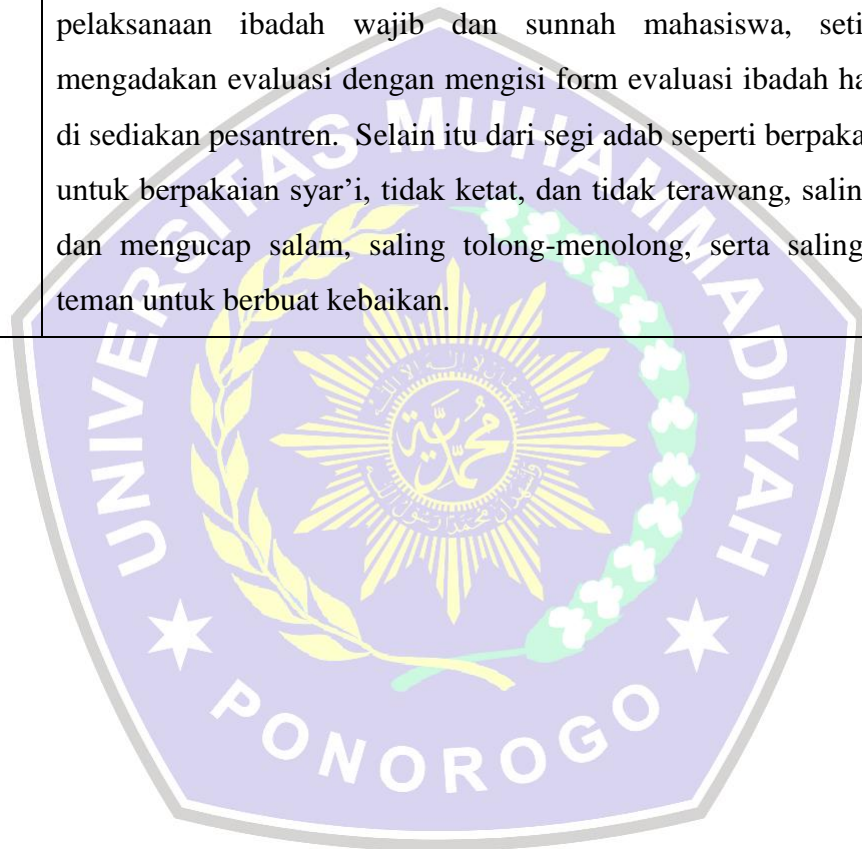 pelaksanaan ibadah wajib dan sunnah mahasiswa, seti
mengadakan evaluasi dengan mengisi form evaluasi ibadah ha
di sediakan pesantren. Selain itu dari segi adab seperti berpaka
untuk berpakaian syar’i, tidak ketat, dan tidak terawang, salin
dan mengucap salam, saling tolong-menolong, serta saling
teman untuk berbuat kebaikan.
UNIVERSITAS MUHAMMADIYAH
محمدية
PONOROGO